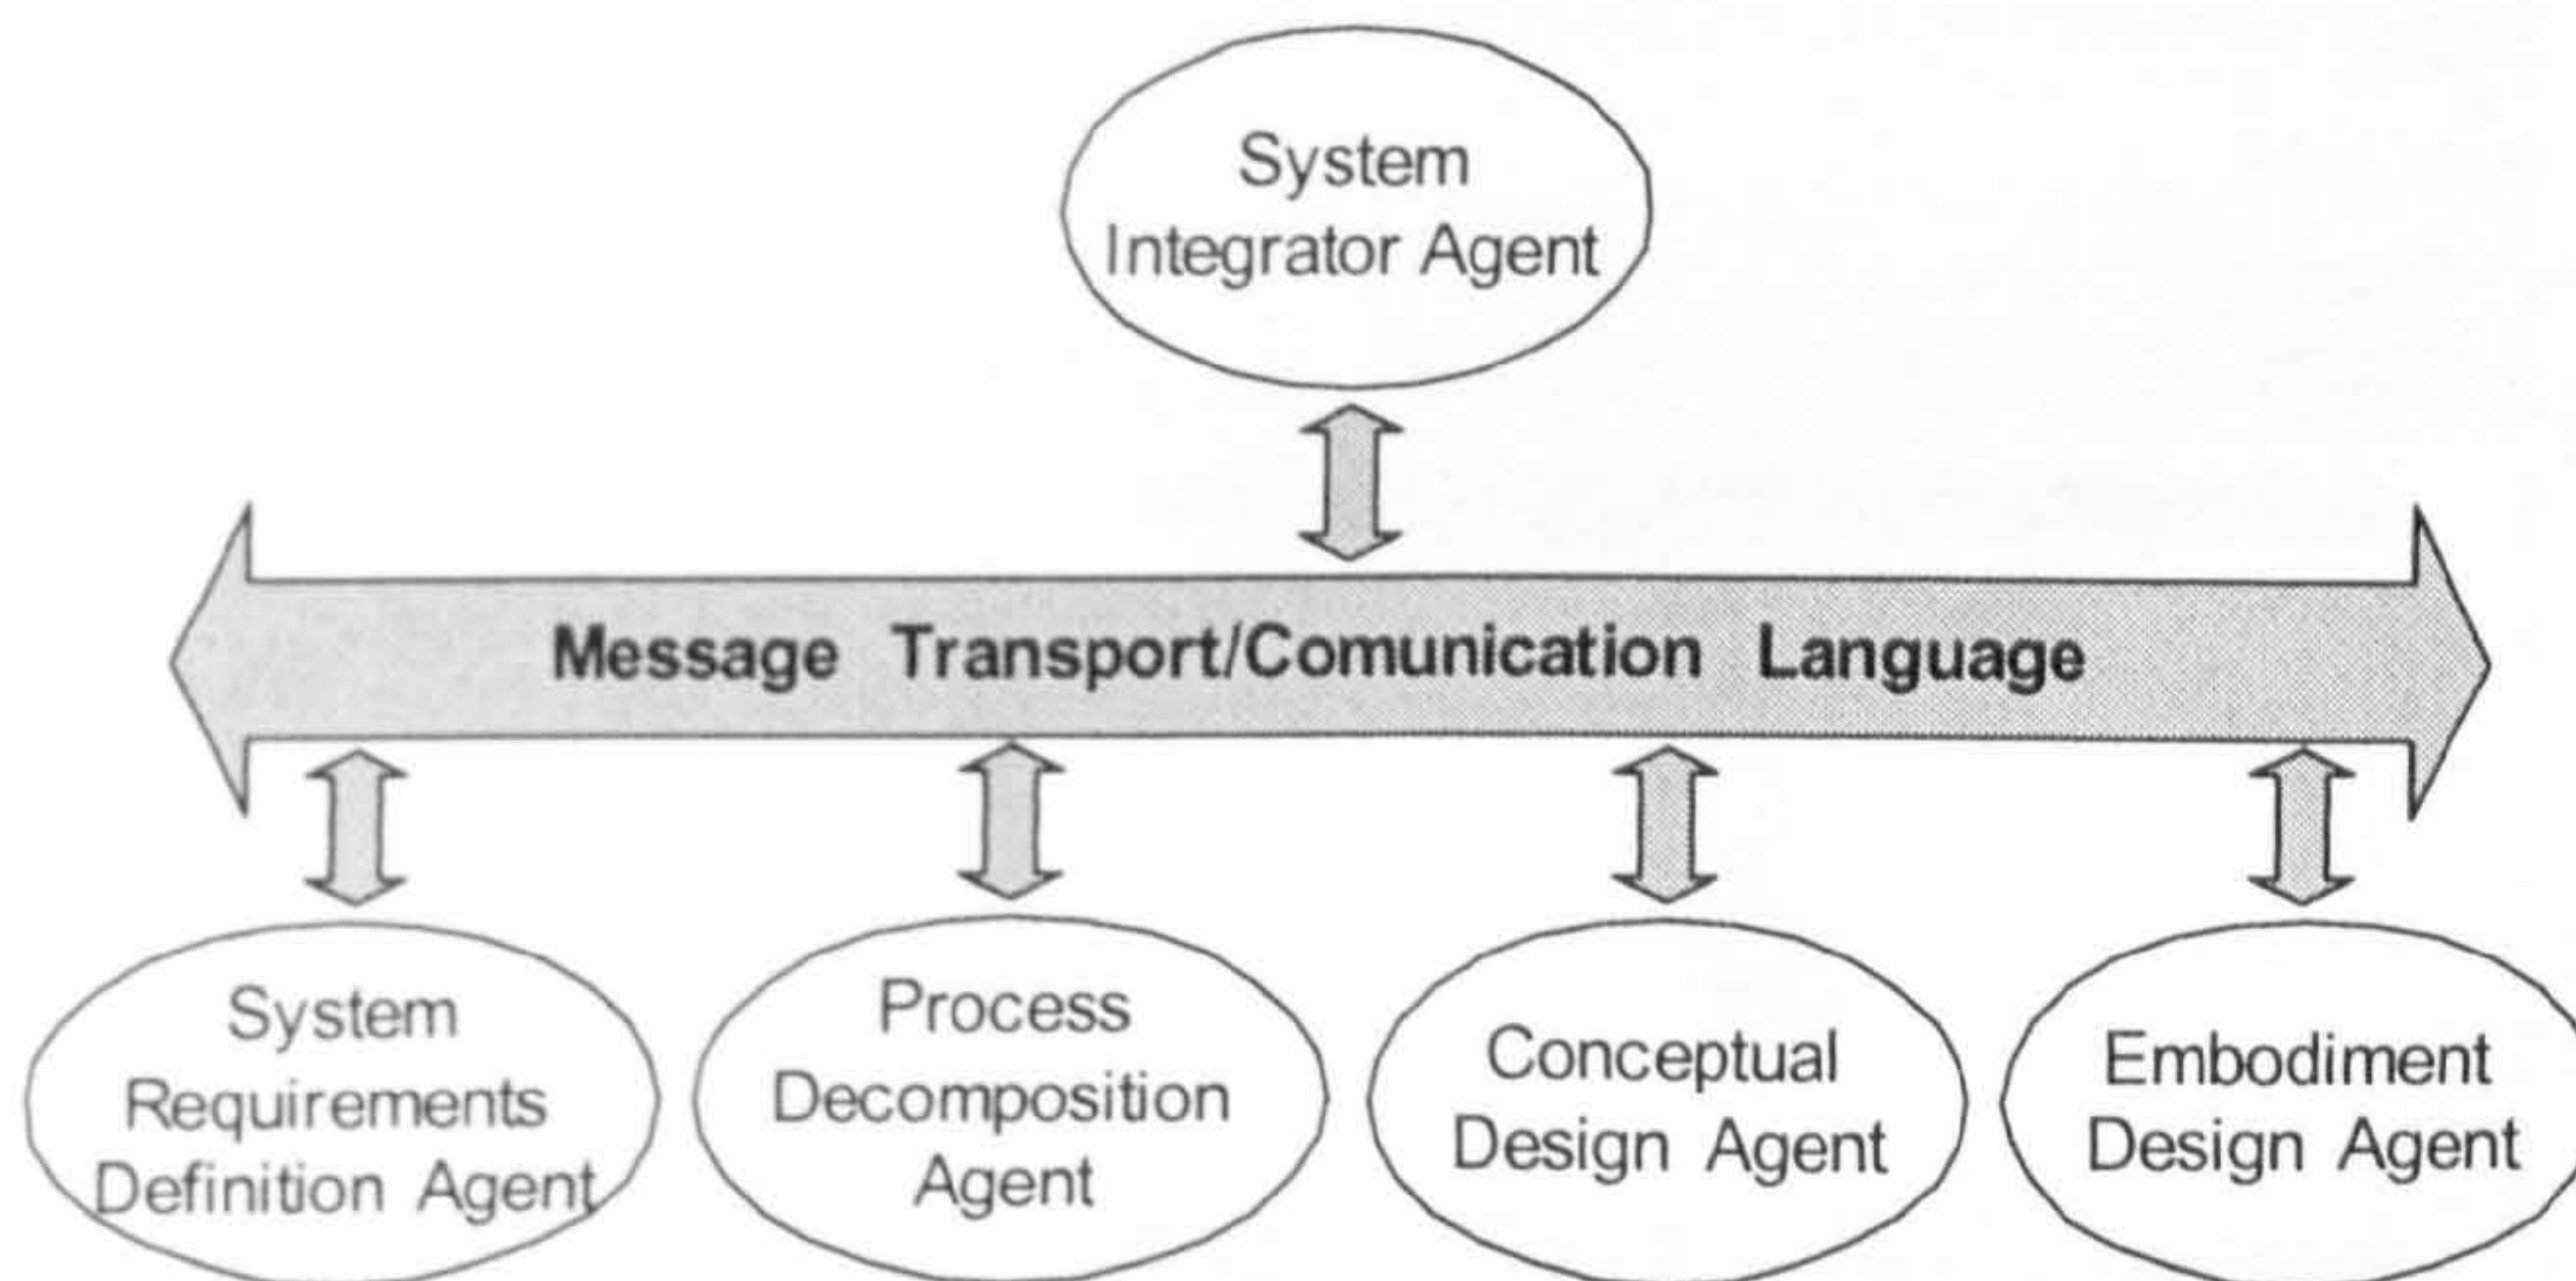 System
Integrator Agent
Message Transport/Comunication Language
System
Requirements
Definition Agent
Process
Decomposition
Agent
Conceptual
Design Agent
Embodiment
Design Agent